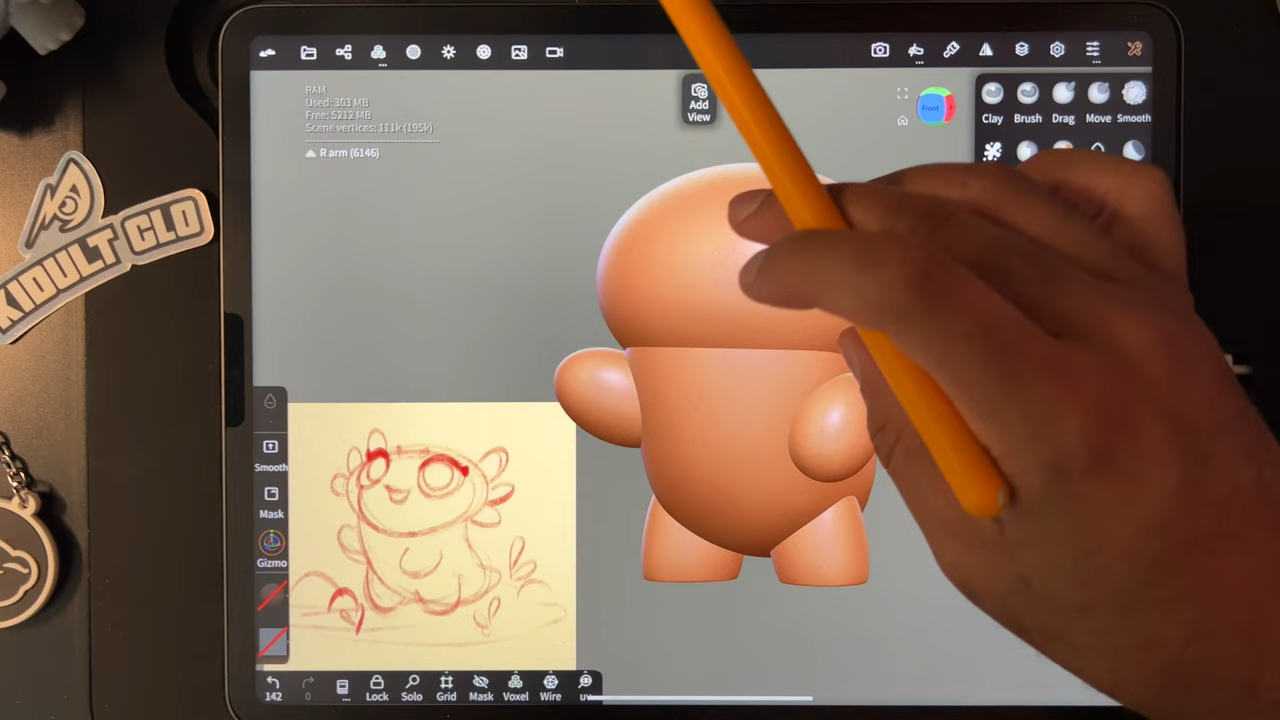 RAM
Used: 303 MB
Free: 5212 MB
Scene vertices: 111k (195k)
R arm (6146)
Add
View
Front
Clay Brush Drag Move Smooth
KIDULT CLO
Smooth
Mask
Gizmo
142 0 Lock Solo Grid Mask Voxel Wire uv